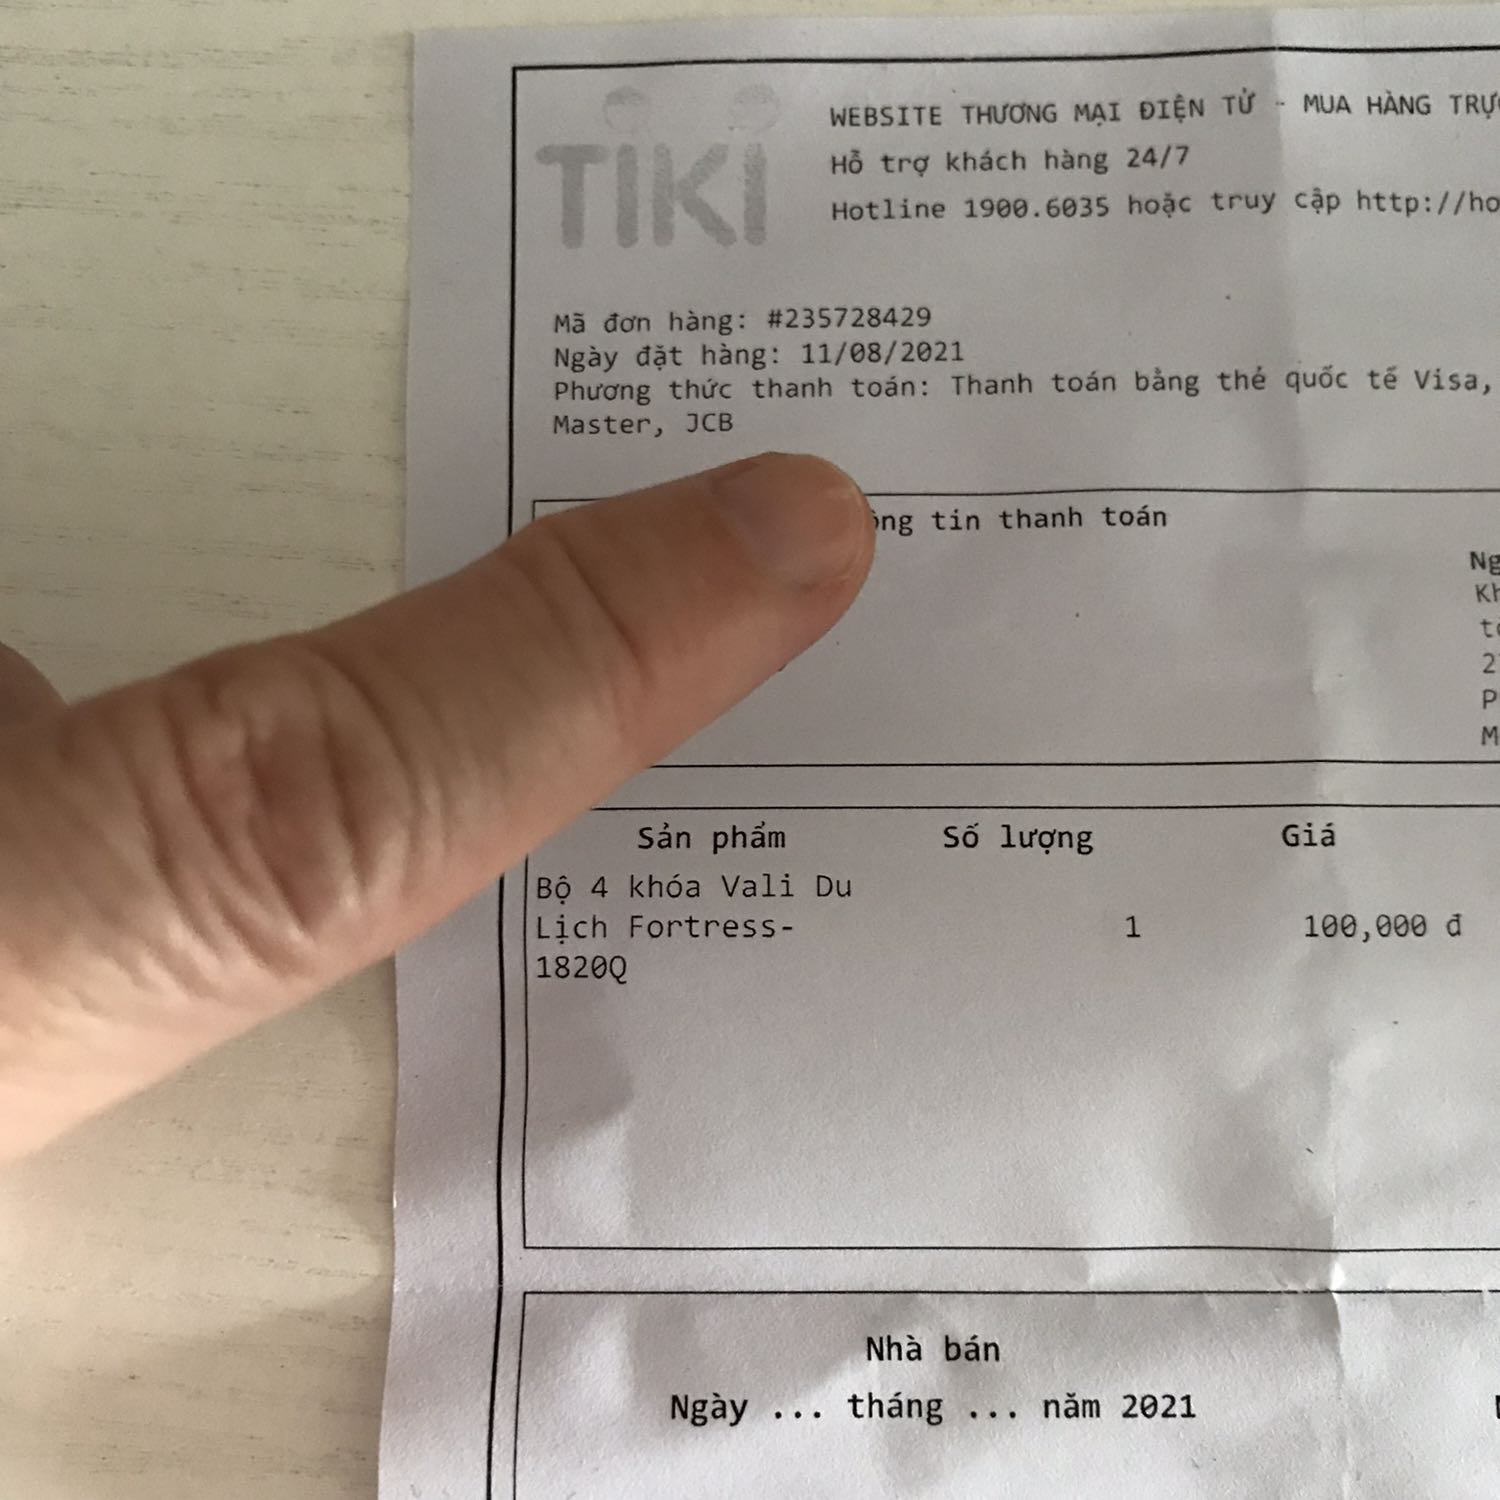 TIKI
WEBSITE THƯƠNG MẠI ĐIỆN TỬ - MUA HÀNG
Hỗ trợ khách hàng 24/7
Hotline 1900.6035 hoặc truy cập
Mã đơn hàng: #235728429
Ngày đặt hàng: 11/08/2021
Phương thức thanh toán: Thanh toán bằng thẻ quốc tế Visa,
Master, JCB
tin thanh toán
Sản phẩm Số lượng Giá
Bộ 4 khóa Vali Du
Lịch Fortress- 1 100,000 đ
1820Q
Nhà bán
Ngày ... tháng ... năm 2021